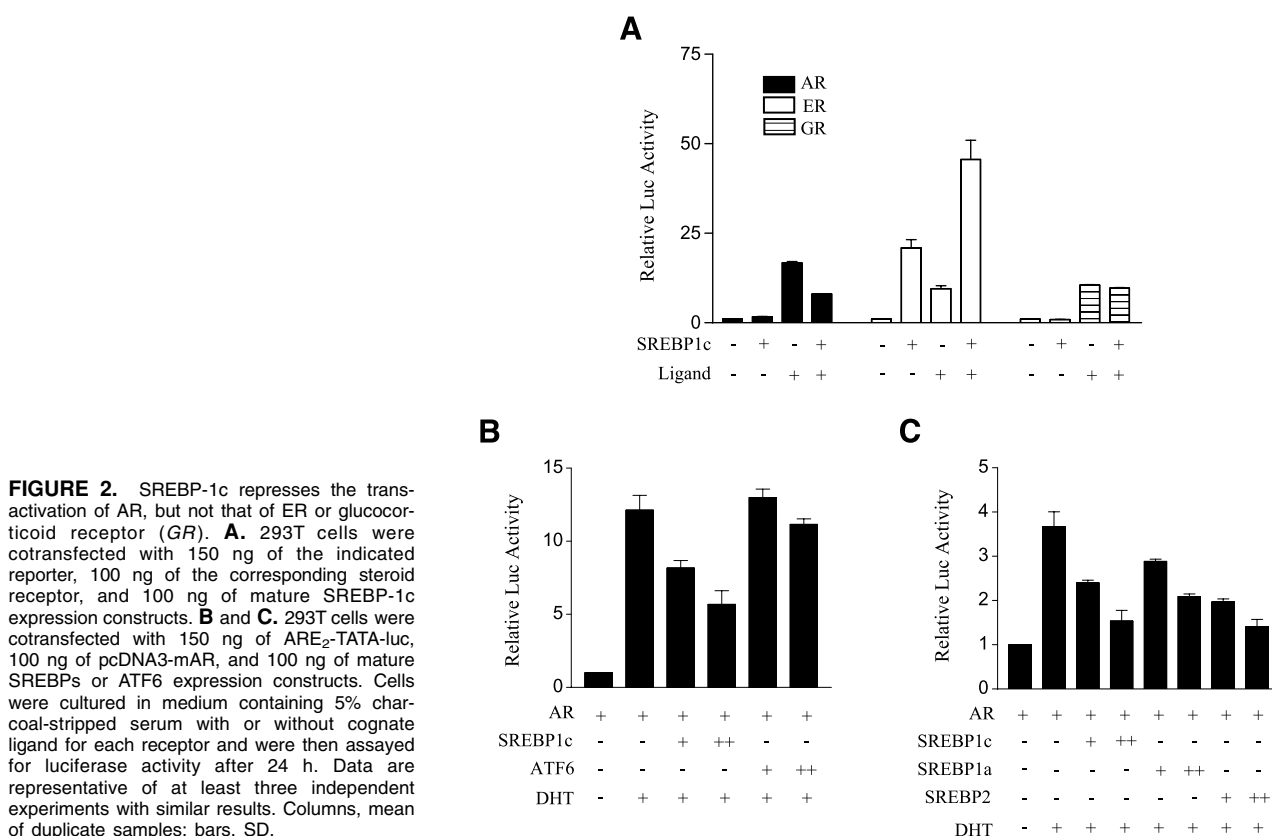 A
75
50
25
0
Relative Luc Activity
AR
ER
GR
SREBP1c - + - + - + - + - + - +
Ligand - - + + - - + + - - + +
B
15
10
5
0
Relative Luc Activity
AR + + + + + +
SREBP1c - - + ++ - -
ATF6 - - - - + ++
DHT - + + + + +
C
5
4
3
2
1
0
Relative Luc Activity
AR + + + + + + + +
SREBP1c - - + ++ - - - -
SREBP1a - - - - + ++ - -
SREBP2 - - - - - - + ++
DHT - + + + + + + +
FIGURE 2. SREBP-1c represses the trans-
activation of AR, but not that of ER or glucocor-
ticoid receptor (GR). A. 293T cells were
cotransfected with 150 ng of the indicated
reporter, 100 ng of the corresponding steroid
receptor, and 100 ng of mature SREBP-1c
expression constructs. B and C. 293T cells were
cotransfected with 150 ng of ARE2-TATA-luc,
100 ng of pcDNA3-mAR, and 100 ng of mature
SREBPs or ATF6 expression constructs. Cells
were cultured in medium containing 5% char-
coal-stripped serum with or without cognate
ligand for each receptor and were then assayed
for luciferase activity after 24 h. Data are
representative of at least three independent
experiments with similar results. Columns, mean
of duplicate samples; bars, SD.